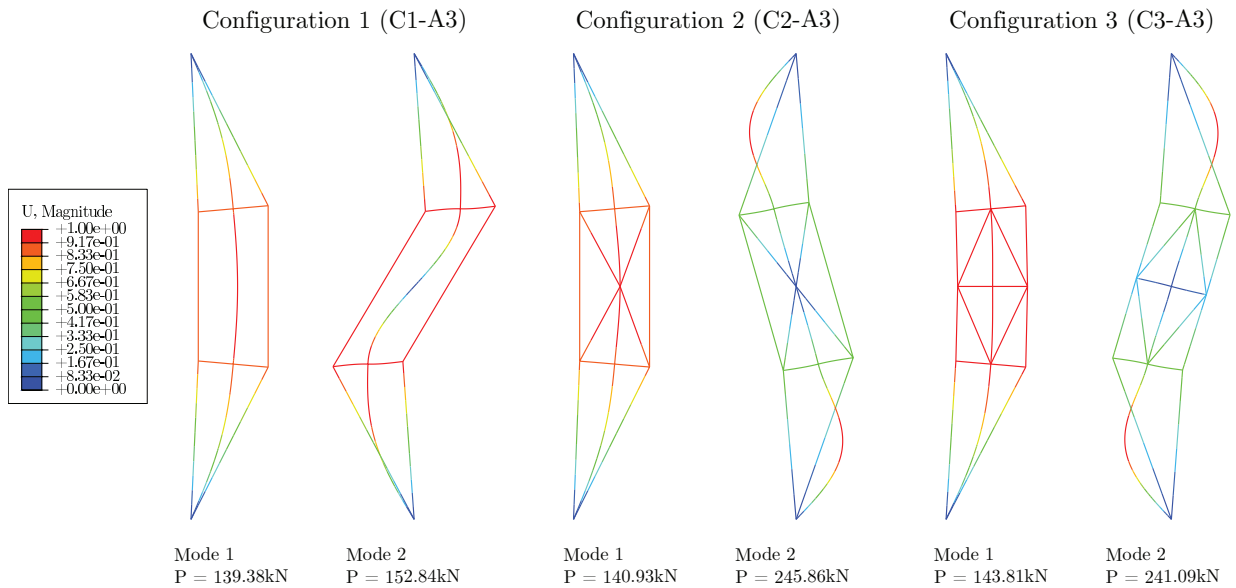 Configuration 1 (C1-A3)
Configuration 2 (C2-A3)
Configuration 3 (C3-A3)
U, Magnitude
+1.00e+00
+9.17e-01
+8.33e-01
+7.50e-01
+6.67e-01
+5.83e-01
+5.00e-01
+4.17e-01
+3.33e-01
+2.50e-01
+1.67e-01
+8.33e-02
+0.00e+00
Mode 1
P = 139.38kN
Mode 2
P = 152.84kN
Mode 1
P = 140.93kN
Mode 2
P = 245.86kN
Mode 1
P = 143.81kN
Mode 2
P = 241.09kN